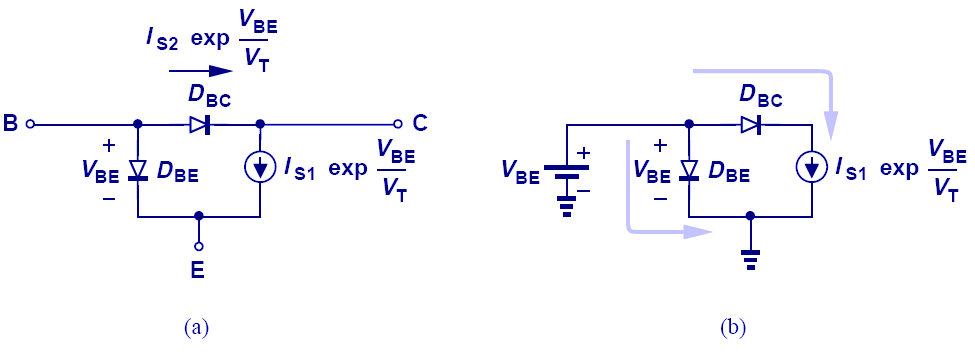 I S2 exp V BE / V T
D BC
B
C
+
V BE
–
D BE
I S1 exp V BE / V T
E
(a)
D BC
V BE
+
–
+
V BE
–
D BE
I S1 exp V BE / V T
(b)